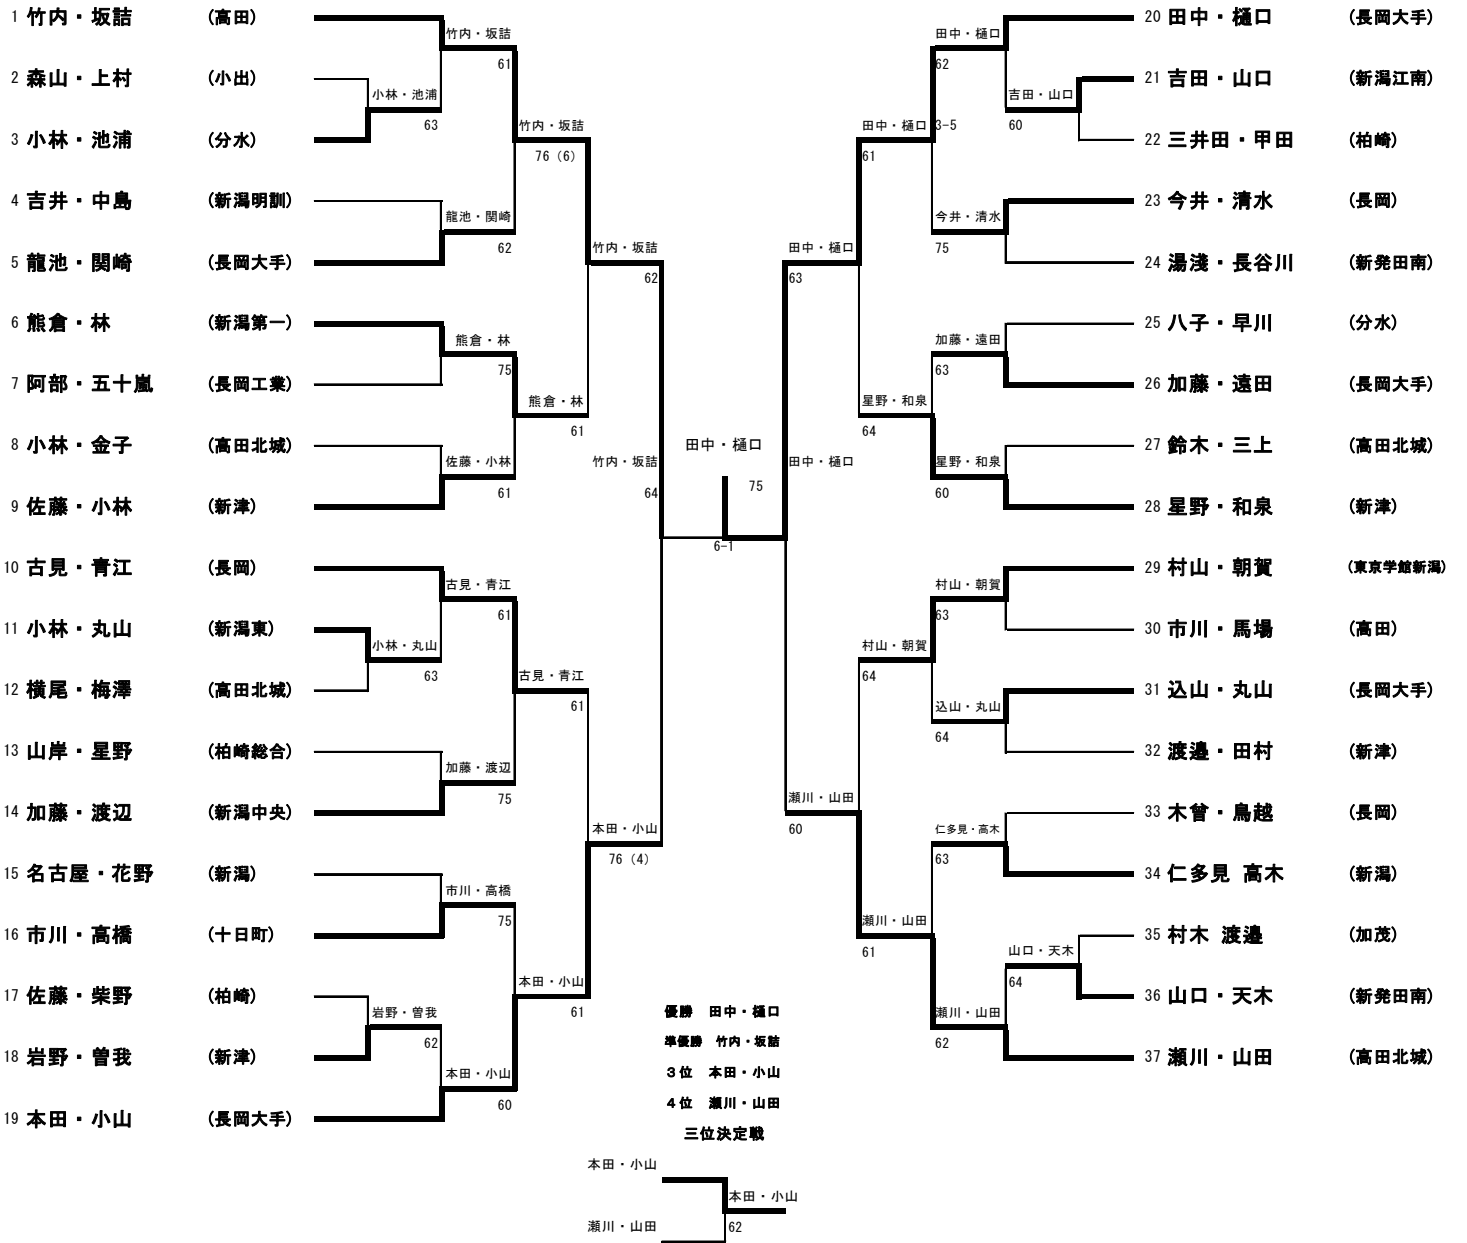 1 竹内・坂詰 (高田)
2 森山・上村 (小出)
3 小林・池浦 (分水)
4 吉井・中島 (新潟明訓)
5 龍池・関崎 (長岡大手)
6 熊倉・林 (新潟第一)
7 阿部・五十嵐 (長岡工業)
8 小林・金子 (高田北城)
9 佐藤・小林 (新津)
10 古見・青江 (長岡)
11 小林・丸山 (新潟東)
12 横尾・梅澤 (高田北城)
13 山岸・星野 (柏崎総合)
14 加藤・渡辺 (新潟中央)
15 名古屋・花野 (新潟)
16 市川・高橋 (十日町)
17 佐藤・柴野 (柏崎)
18 岩野・曽我 (新津)
19 本田・小山 (長岡大手)
小林・池浦
63
小林・丸山
63
岩野・曽我
62
竹内・坂詰
61
龍池・関崎
62
熊倉・林
75
佐藤・小林
61
古見・青江
61
加藤・渡辺
75
市川・高橋
75
本田・小山
60
竹内・坂詰
76(6)
熊倉・林
61
古見・青江
61
本田・小山
61
竹内・坂詰
62
本田・小山
76(4)
竹内・坂詰
64
田中・樋口
75
6-1
田中・樋口
田中・樋口
63
瀬川・山田
60
田中・樋口 3-5
61
星野・和泉
64
村山・朝賀
64
瀬川・山田
61
田中・樋口
62
今井・清水
75
加藤・遠田
63
星野・和泉
60
村山・朝賀
63
込山・丸山
64
仁多見・高木
63
瀬川・山田
62
吉田・山口
60
山口・天木
64
20 田中・樋口 (長岡大手)
21 吉田・山口 (新潟江南)
22 三井田・甲田 (柏崎)
23 今井・清水 (長岡)
24 湯淺・長谷川 (新発田南)
25 八子・早川 (分水)
26 加藤・遠田 (長岡大手)
27 鈴木・三上 (高田北城)
28 星野・和泉 (新津)
29 村山・朝賀 (東京学館新潟)
30 市川・馬場 (高田)
31 込山・丸山 (長岡大手)
32 渡邉・田村 (新津)
33 木曾・鳥越 (長岡)
34 仁多見 高木 (新潟)
35 村木 渡邉 (加茂)
36 山口・天木 (新発田南)
37 瀬川・山田 (高田北城)
優勝 田中・樋口
準優勝 竹内・坂詰
3位 本田・小山
4位 瀬川・山田
三位決定戦
本田・小山
本田・小山
瀬川・山田
62